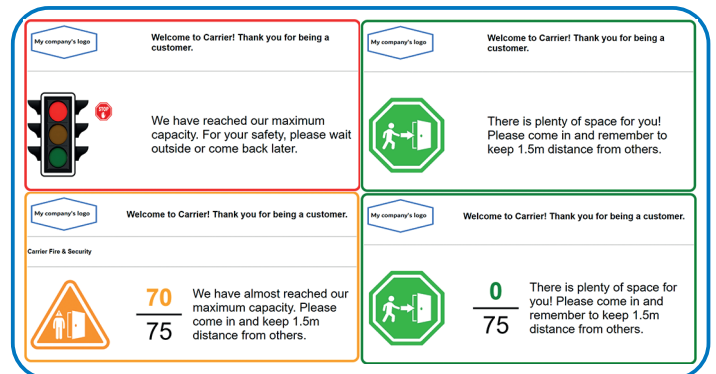 My company's logo
Welcome to Carrier! Thank you for being a
customer.
STOP
We have reached our maximum
capacity. For your safety, please wait
outside or come back later.
My company's logo
Welcome to Carrier! Thank you for being a
customer.
There is plenty of space for you!
Please come in and remember to
keep 1.5m distance from others.
My company's logo
Welcome to Carrier! Thank you for being a customer.
Carrier Fire & Security
70
75
We have almost reached our
maximum capacity. Please
come in and keep 1.5m
distance from others.
My company's logo
Welcome to Carrier! Thank you for being a customer.
0
75
There is plenty of space for
you! Please come in and
remember to keep 1.5m
distance from others.